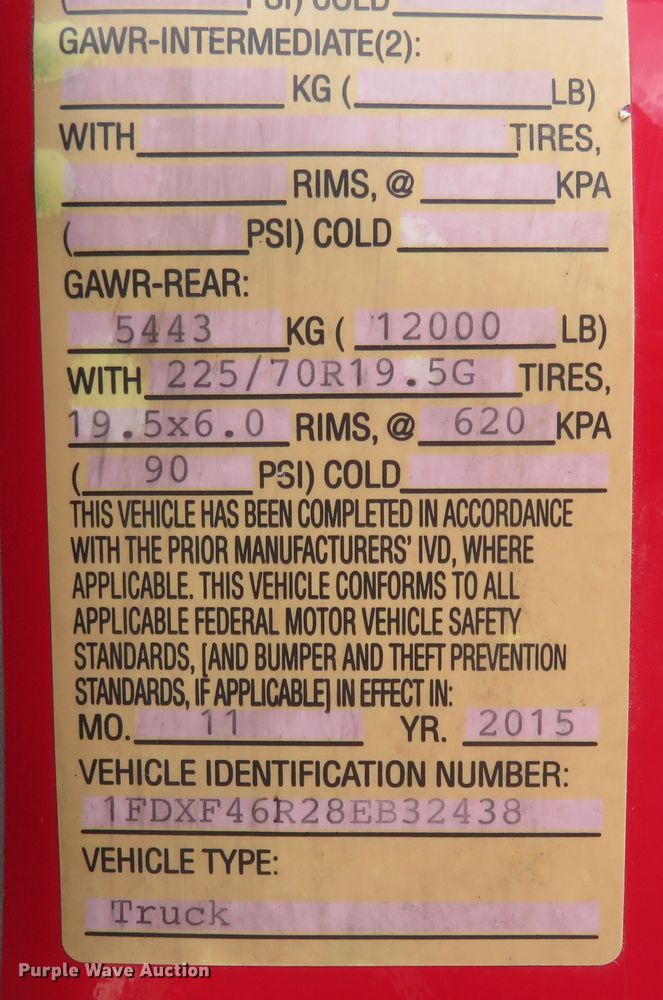 PSI) COLD
GAWR-INTERMEDIATE(2):
KG ( LB)
WITH TIRES,
RIMS, @ KPA
( PSI) COLD
GAWR-REAR:
5443 KG ( 12000 LB)
WITH 225/70R19.5G TIRES,
19.5x6.0 RIMS, @ 620 KPA
( 90 PSI) COLD
THIS VEHICLE HAS BEEN COMPLETED IN ACCORDANCE
WITH THE PRIOR MANUFACTURERS' IVD, WHERE
APPLICABLE. THIS VEHICLE CONFORMS TO ALL
APPLICABLE FEDERAL MOTOR VEHICLE SAFETY
STANDARDS, [AND BUMPER AND THEFT PREVENTION
STANDARDS, IF APPLICABLE] IN EFFECT IN:
MO. 11 YR. 2015
VEHICLE IDENTIFICATION NUMBER:
1FDXF46R28EB32438
VEHICLE TYPE:
Truck
Purple Wave Auction